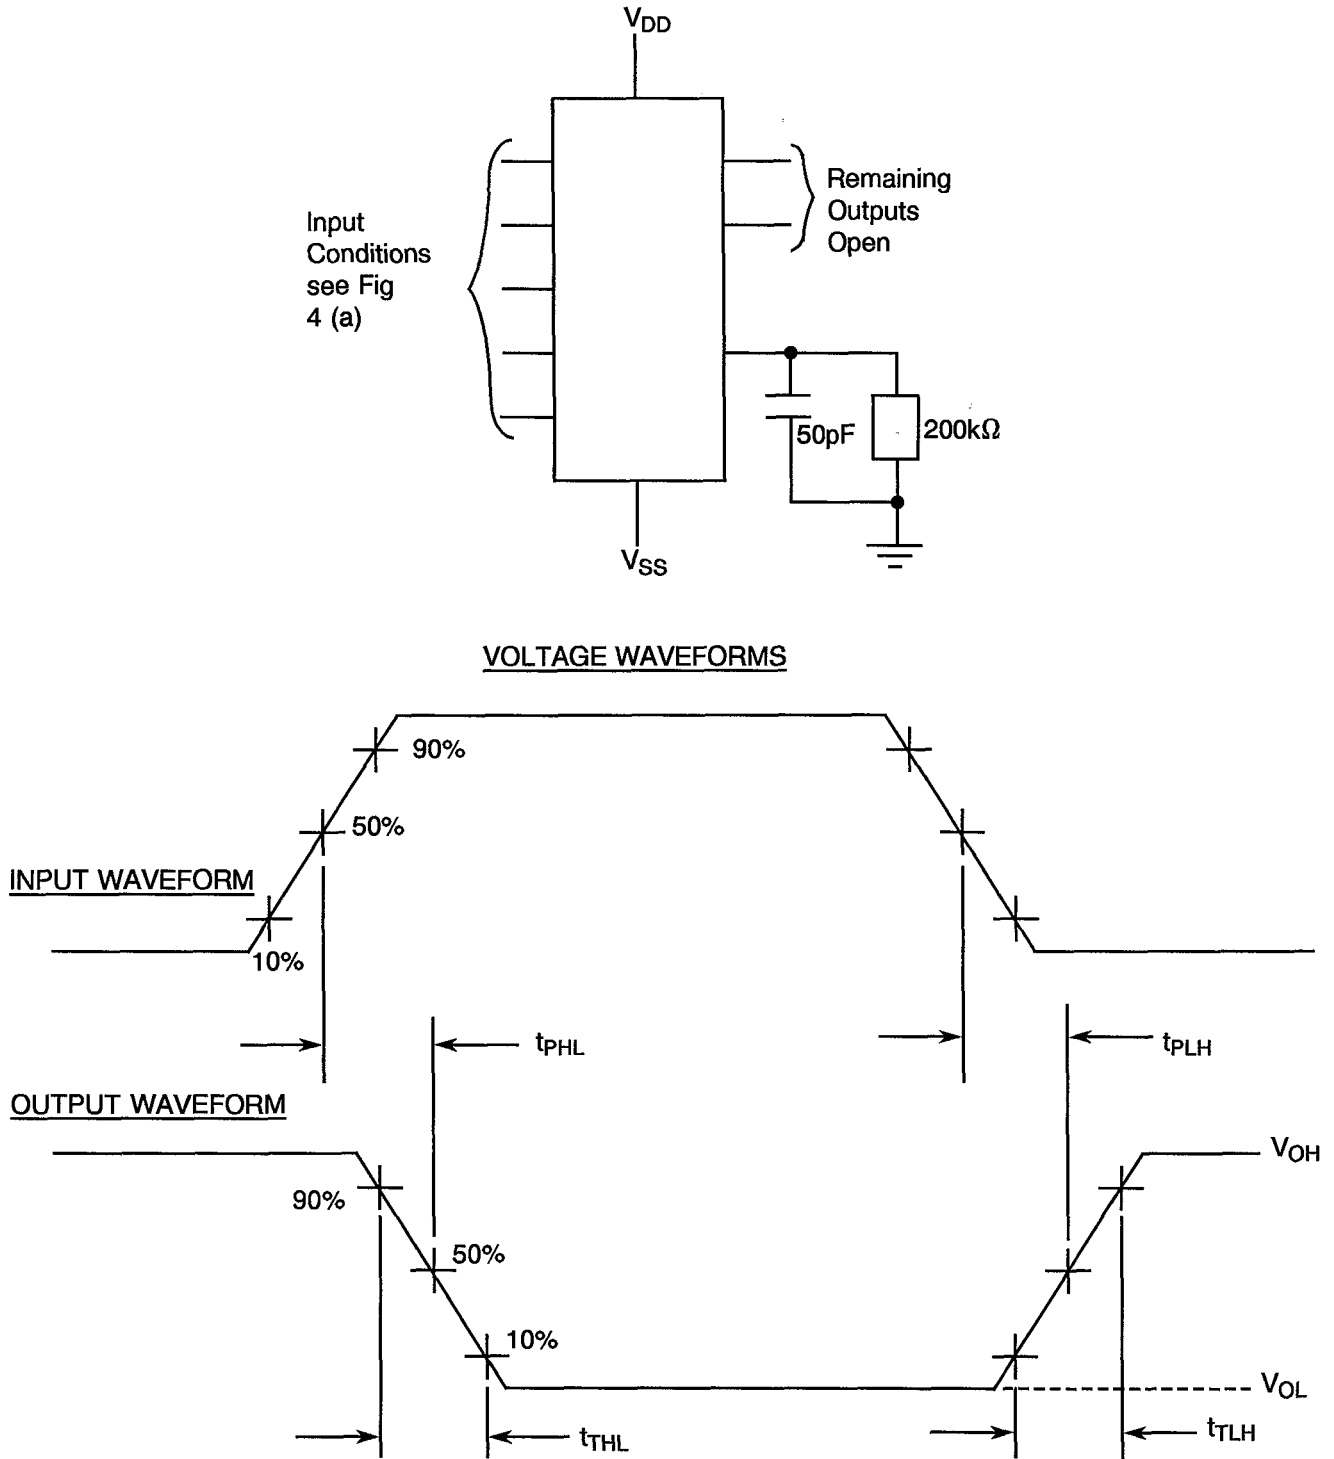 VDD
Input
Conditions
see Fig
4 (a)
Remaining
Outputs
Open
50pF
200kΩ
VSS
VOLTAGE WAVEFORMS
90%
50%
INPUT WAVEFORM
10%
tPHL
tPLH
OUTPUT WAVEFORM
VOH
90%
50%
10%
VOL
tTHL
tTLH